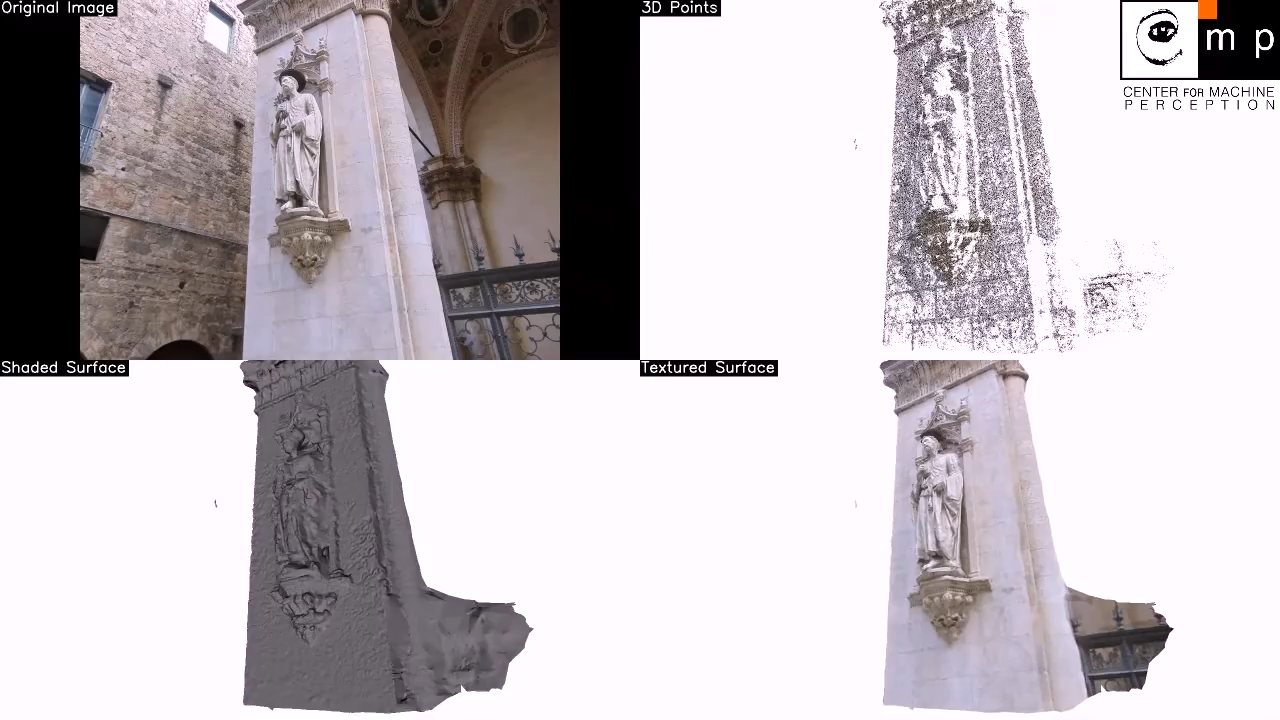 Original Image
3D Points
m p
CENTER FOR MACHINE
PERCEPTION
Shaded Surface
Textured Surface